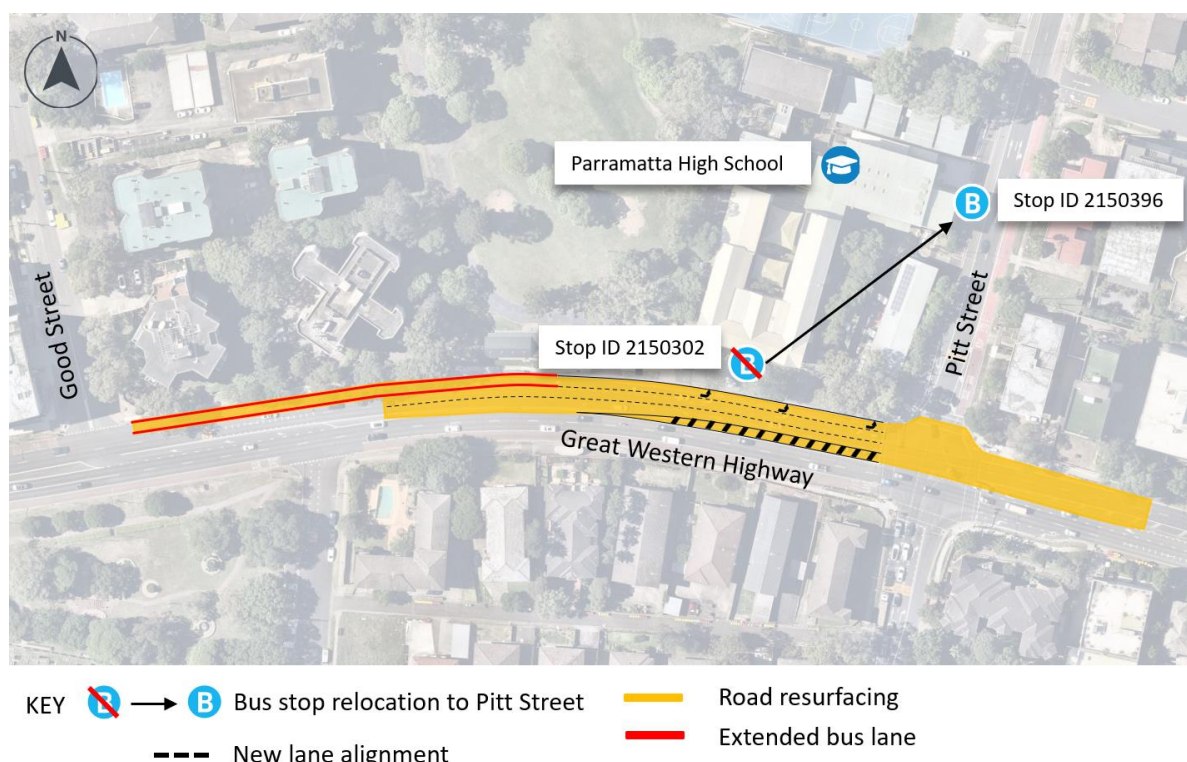 N
Parramatta High School
B
Stop ID 2150396
Good Street
Pitt Street
Stop ID 2150302
B
Great Western Highway
KEY
B
B
Bus stop relocation to Pitt Street
Road resurfacing
New lane alignment
Extended bus lane